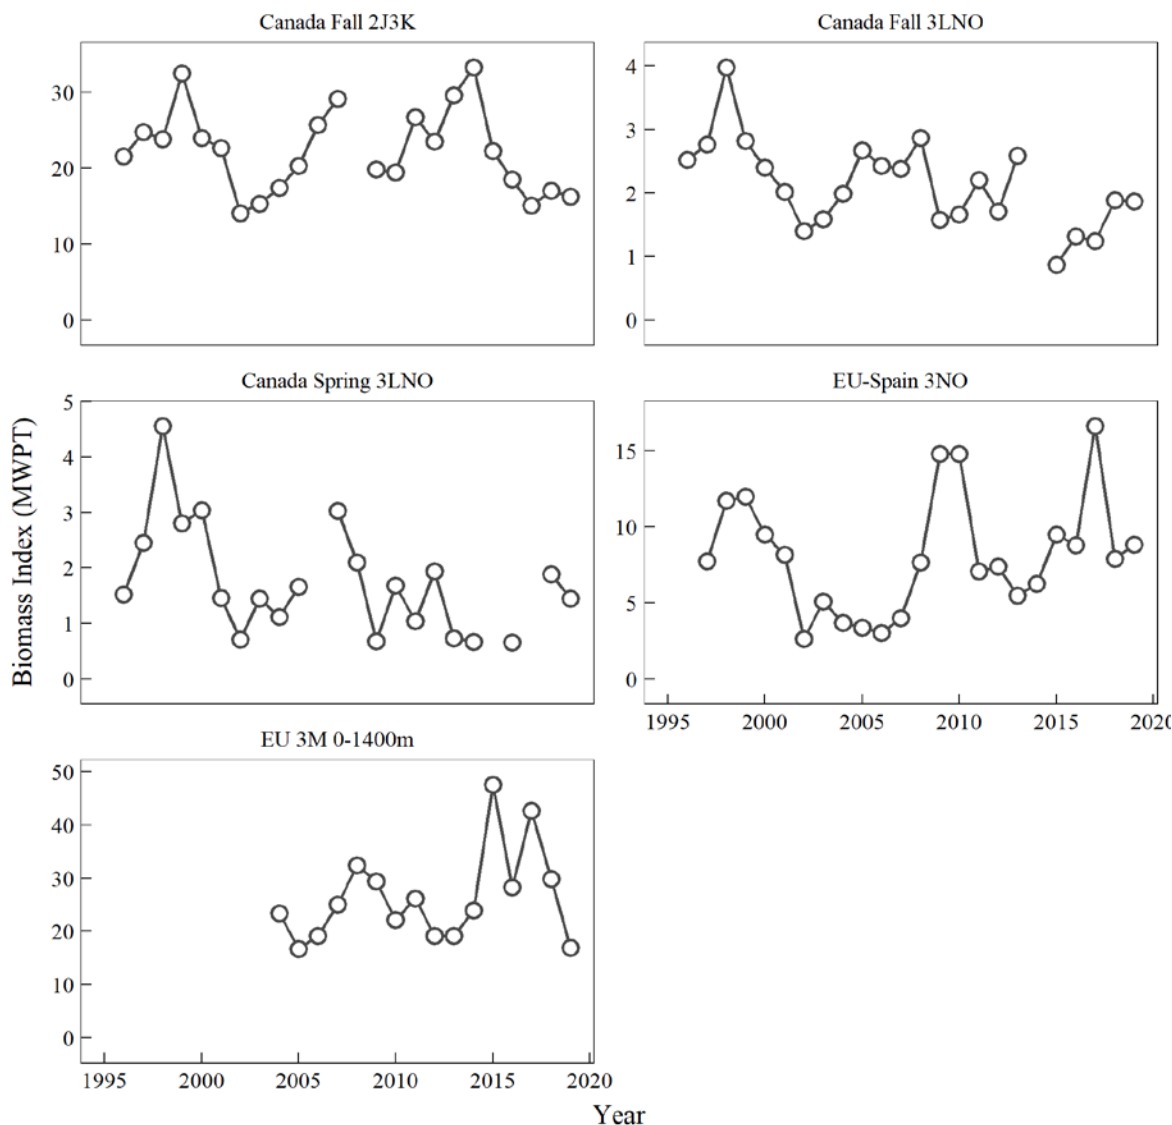 Canada Fall 2J3K
30
20
10
0
Canada Fall 3LNO
4
3
2
1
0
Biomass Index (MWPT)
Canada Spring 3LNO
5
4
3
2
1
0
EU-Spain 3NO
15
10
5
0
1995 2000 2005 2010 2015 2020
EU 3M 0-1400m
50
40
30
20
10
0
1995 2000 2005 2010 2015 2020
Year